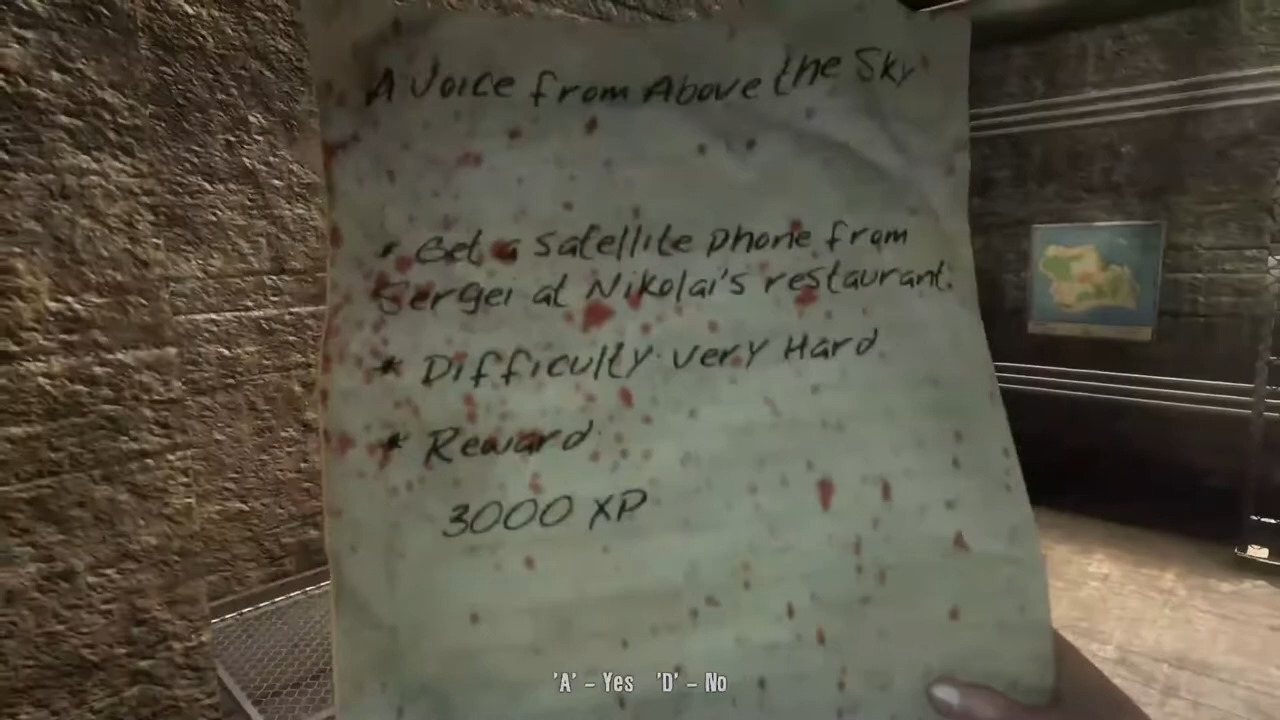 A Voice from Above the Sky
* Get a satellite phone from
Sergei at Nikolai's restaurant.
* Difficulty: Very Hard
* Reward:
3000 XP
'A' – Yes 'D' – No